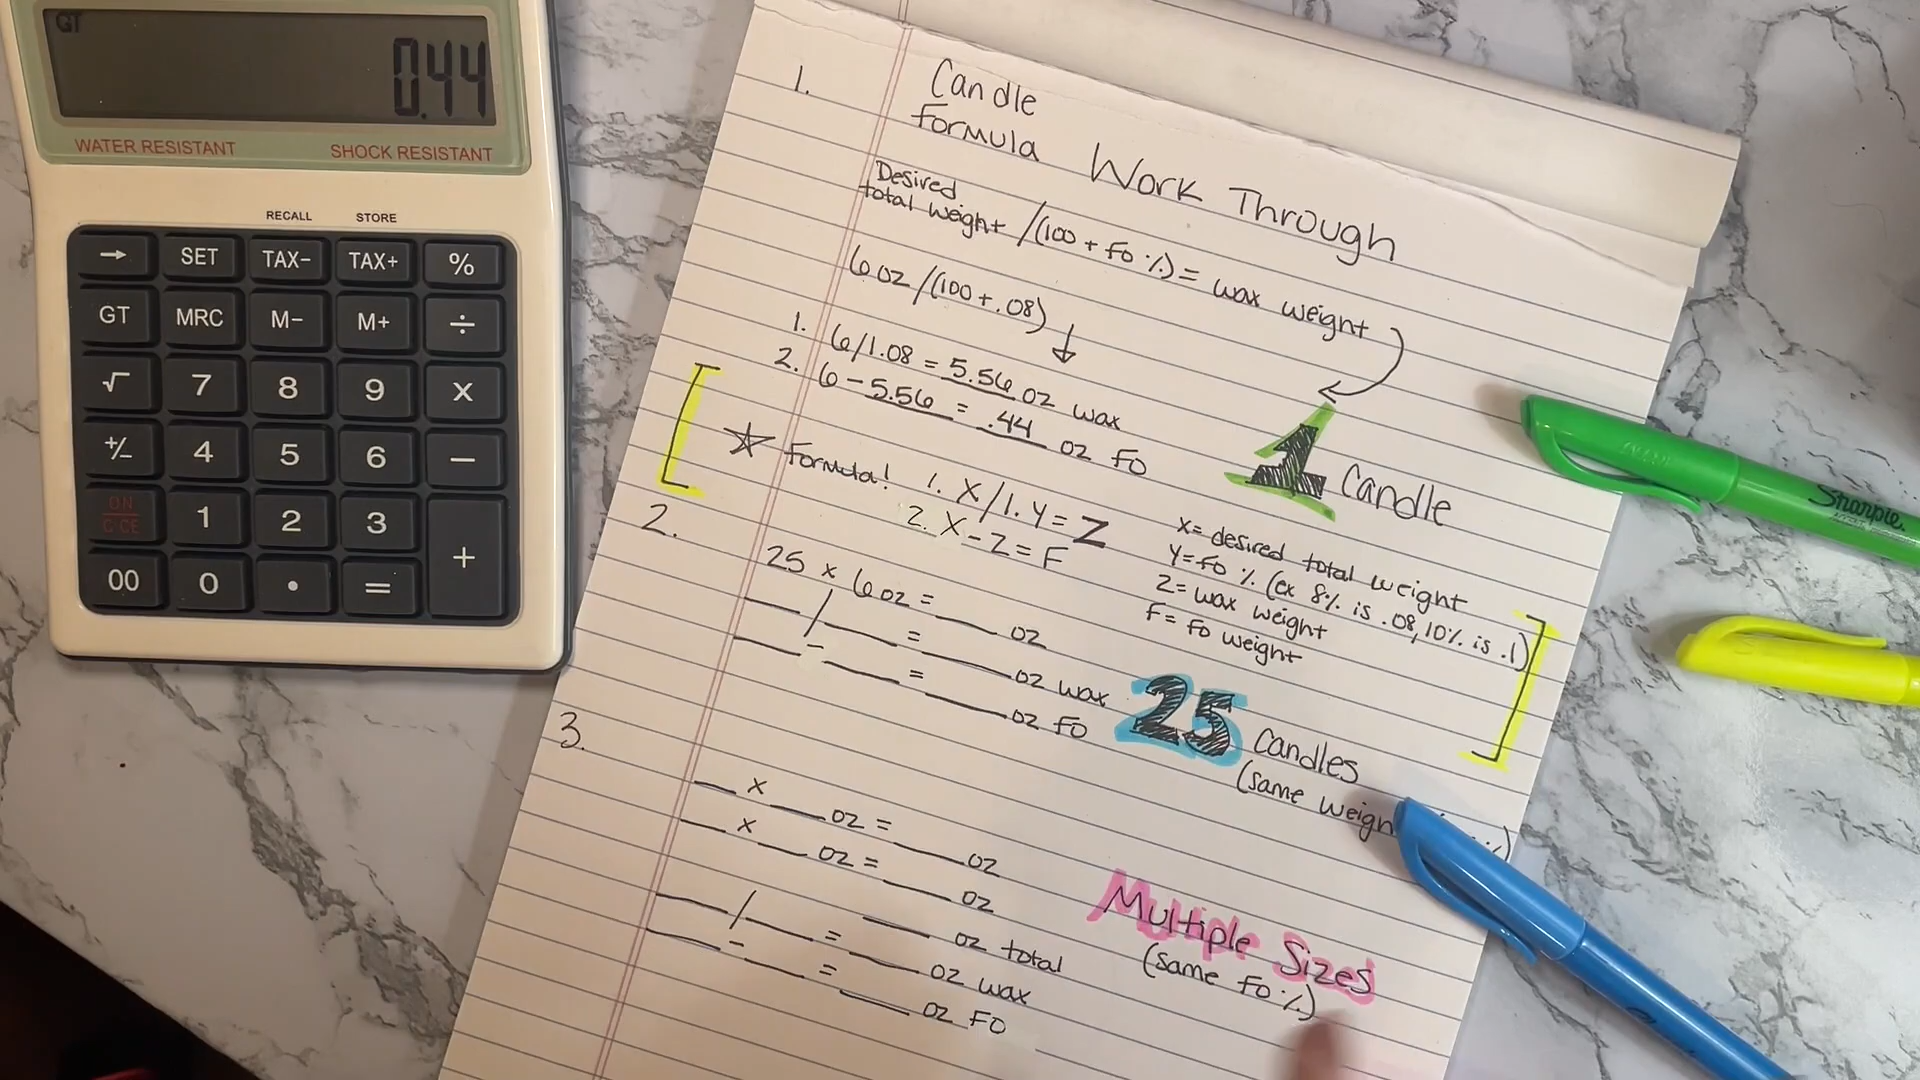 GT
0.44
WATER RESISTANT SHOCK RESISTANT
RECALL STORE
→ SET TAX- TAX+ %
GT MRC M- M+ ÷
√ 7 8 9 X
+/- 4 5 6 -
ON
C·CE 1 2 3
00 0 • = +
1. Candle
Formula Work Through
Desired
total weight /(100 + FO %) = wax weight
6 oz /(100 + .08) ↓
1. 6/1.08 = 5.56 oz wax
2. 6 - 5.56 = .44 oz FO
1 Candle
☆ Formula! 1. X/1.Y = Z
2. X - Z = F
X = desired total weight
Y = FO % (ex 8% is .08, 10% is .1)
Z = wax weight
F = FO weight
2.
25 x 6 oz = ___ oz
___ / ___ = ___ oz wax
___ - ___ = ___ oz FO
25 Candles
(same weigh
3.
___ x ___ oz = ___ oz
___ x ___ oz = ___ oz
___ oz total
___ / ___ = ___ oz wax
___ - ___ = ___ oz FO
Multiple Sizes
(same FO %)
Sharpie